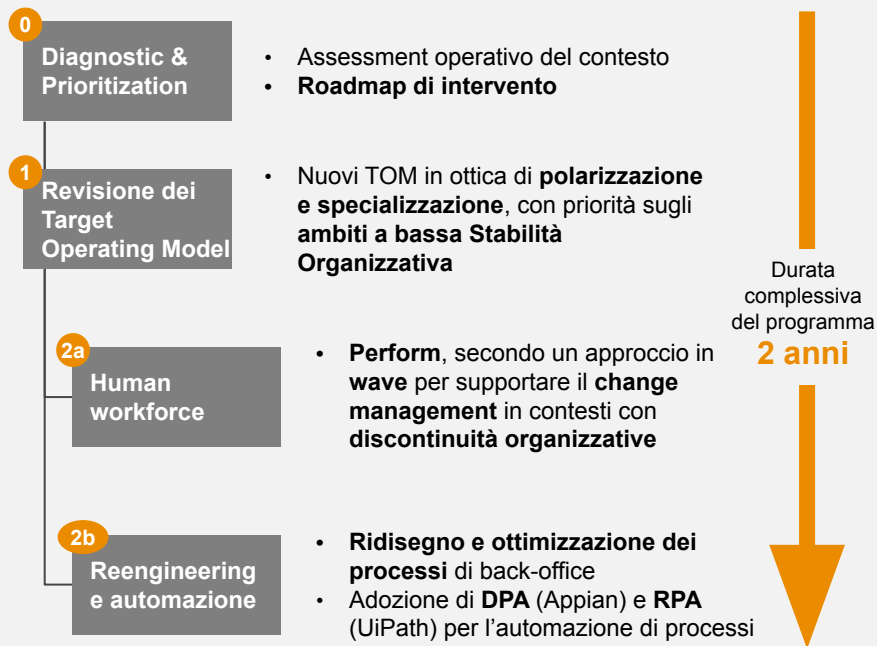 0
Diagnostic &
Prioritization
• Assessment operativo del contesto
• Roadmap di intervento
1
Revisione dei
Target
Operating Model
• Nuovi TOM in ottica di polarizzazione
e specializzazione, con priorità sugli
ambiti a bassa Stabilità
Organizzativa
2a
Human
workforce
• Perform, secondo un approccio in
wave per supportare il change
management in contesti con
discontinuità organizzative
2b
Reengineering
e automazione
• Ridisegno e ottimizzazione dei
processi di back-office
• Adozione di DPA (Appian) e RPA
(UiPath) per l’automazione di processi
Durata
complessiva
del programma
2 anni